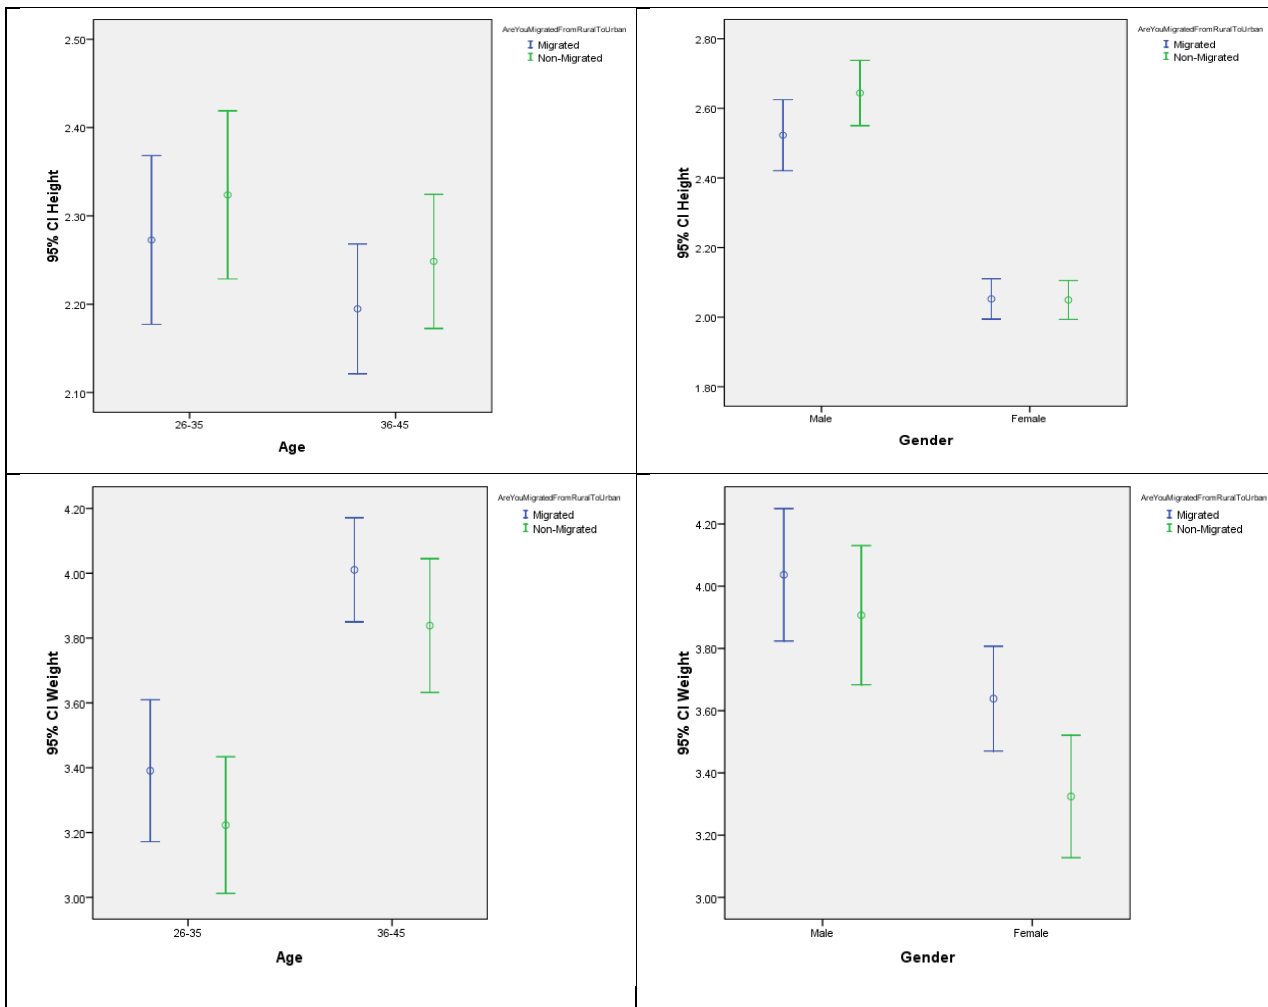 AreYouMigratedFromRuralToUrban
Migrated
Non-Migrated
2.50
2.40
2.30
2.20
2.10
95% CI Height
26-35
36-45
Age
AreYouMigratedFromRuralToUrban
Migrated
Non-Migrated
2.80
2.60
2.40
2.20
2.00
1.80
95% CI Height
Male
Female
Gender
AreYouMigratedFromRuralToUrban
Migrated
Non-Migrated
4.20
4.00
3.80
3.60
3.40
3.20
3.00
95% CI Weight
26-35
36-45
Age
AreYouMigratedFromRuralToUrban
Migrated
Non-Migrated
4.20
4.00
3.80
3.60
3.40
3.20
3.00
95% CI Weight
Male
Female
Gender